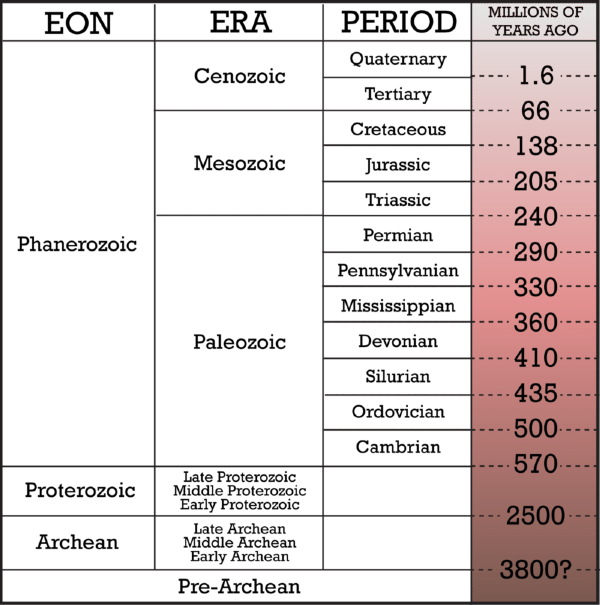 EON ERA PERIOD MILLIONS OF
YEARS AGO
Quaternary
Cenozoic
1.6
Tertiary
66
Cretaceous
138
Mesozoic Jurassic
205
Triassic
240
Permian
Phanerozoic
290
Pennsylvanian
330
Mississippian
360
Paleozoic Devonian
410
Silurian
435
Ordovician
500
Cambrian
570
Late Proterozoic
Proterozoic Middle Proterozoic
Early Proterozoic
2500
Late Archean
Archean Middle Archean
Early Archean
3800?
Pre-Archean